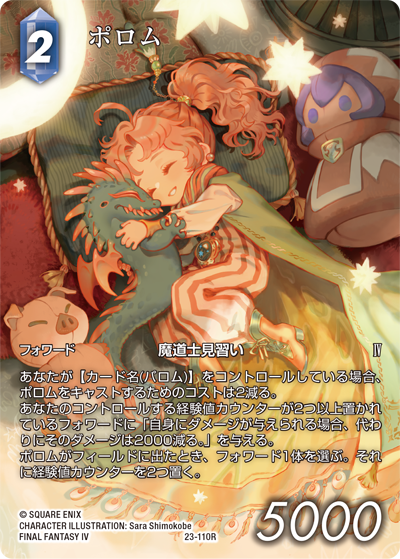 2
ポロム
フォワード 魔道士見習い Ⅳ
あなたが【カード名(パロム)】をコントロールしている場合、
ポロムをキャストするためのコストは2減る。
あなたのコントロールする経験値カウンターが2つ以上置かれ
ているフォワードに「自身にダメージが与えられる場合、代わ
りにそのダメージは2000減る。」を与える。
ポロムがフィールドに出たとき、フォワード1体を選ぶ。それ
に経験値カウンターを2つ置く。
© SQUARE ENIX
CHARACTER ILLUSTRATION: Sara Shimokobe
FINAL FANTASY IV 23-110R
5000